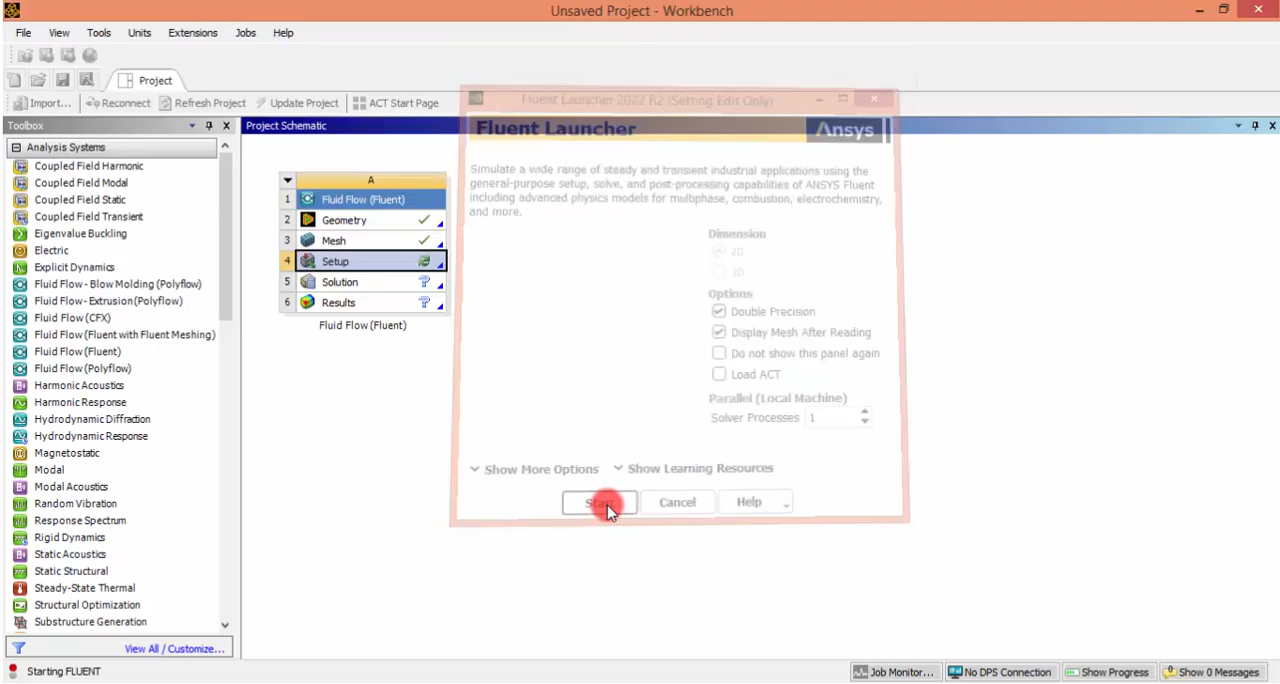 Unsaved Project - Workbench
File View Tools Units Extensions Jobs Help
Project
Import... Reconnect Refresh Project Update Project ACT Start Page
Toolbox
Analysis Systems
Coupled Field Harmonic
Coupled Field Modal
Coupled Field Static
Coupled Field Transient
Eigenvalue Buckling
Electric
Explicit Dynamics
Fluid Flow - Blow Molding (Polyflow)
Fluid Flow- Extrusion (Polyflow)
Fluid Flow (CFX)
Fluid Flow (Fluent with Fluent Meshing)
Fluid Flow (Fluent)
Fluid Flow (Polyflow)
Harmonic Acoustics
Harmonic Response
Hydrodynamic Diffraction
Hydrodynamic Response
Magnetostatic
Modal
Modal Acoustics
Random Vibration
Response Spectrum
Rigid Dynamics
Static Acoustics
Static Structural
Steady-State Thermal
Structural Optimization
Substructure Generation
View All / Customize...
Project Schematic
A
1 Fluid Flow (Fluent)
2 Geometry
3 Mesh
4 Setup
5 Solution ?
6 Results ?
Fluid Flow (Fluent)
Fluent Launcher 2022 R2 (Setting Edit Only)
Fluent Launcher Ansys
Simulate a wide range of steady and transient industrial applications using the
general-purpose setup, solve, and post-processing capabilities of ANSYS Fluent
including advanced physics models for multiphase, combustion, electrochemistry,
and more.
Dimension
2D
3D
Options
Double Precision
Display Mesh After Reading
Do not show this panel again
Load ACT
Parallel (Local Machine)
Solver Processes 1
Show More Options Show Learning Resources
Start Cancel Help
Starting FLUENT
Job Monitor... No DPS Connection Show Progress Show 0 Messages